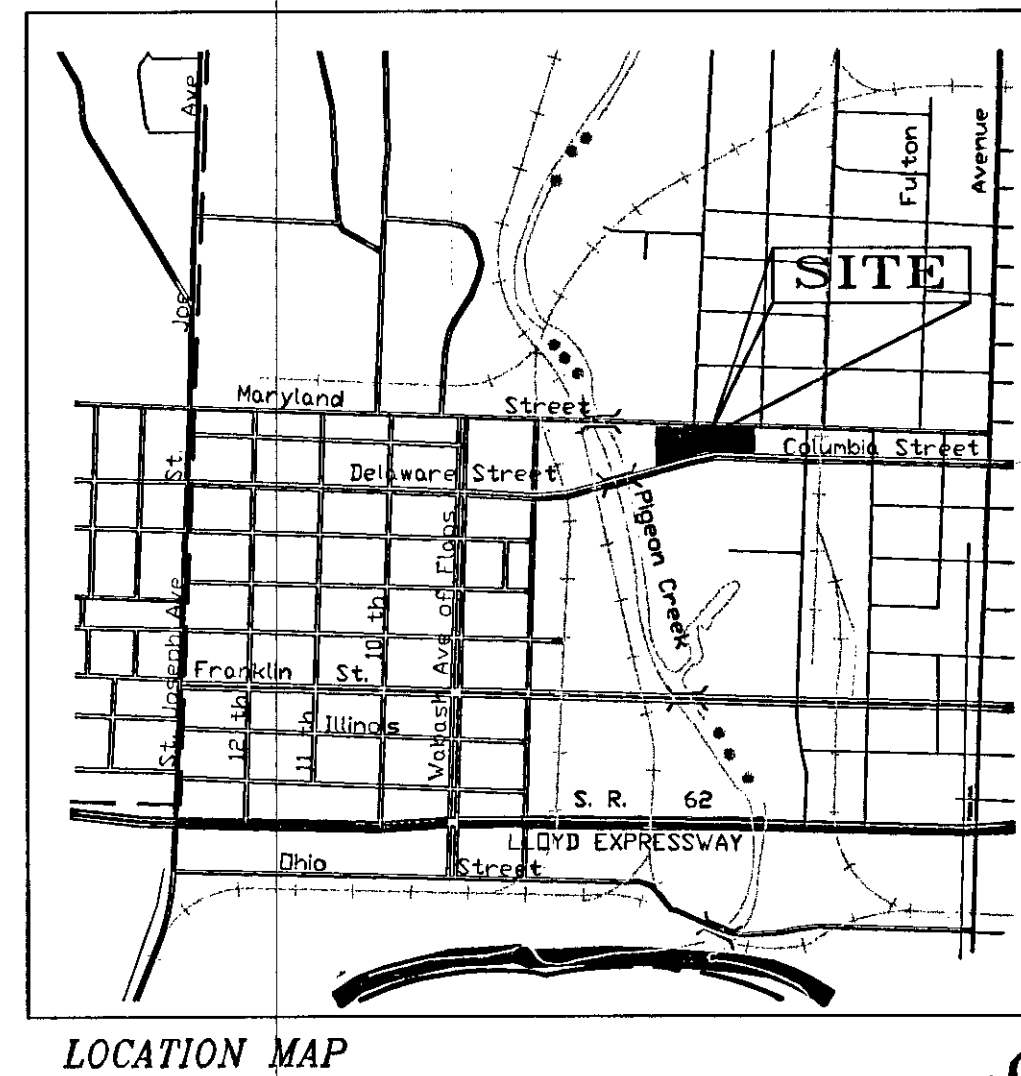 Ave
Joe
St.
Fulton
Avenue
SITE
Maryland Street
Columbia Street
Delaware Street
Pigeon Creek
St. Joseph Ave
Wabash Ave of Flags
10 th
Franklin St.
12 th
11 th
Illinois
S. R. 62
LLOYD EXPRESSWAY
Ohio Street
LOCATION MAP